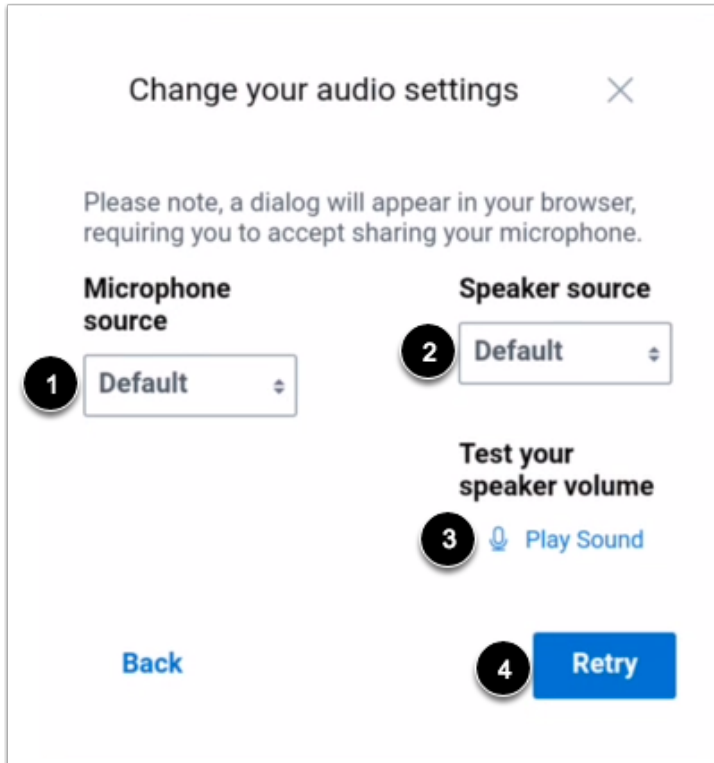 Change your audio settings
Please note, a dialog will appear in your browser,
requiring you to accept sharing your microphone.
Microphone
source
1
Default
Speaker source
2
Default
Test your
speaker volume
3
Play Sound
Back
4
Retry